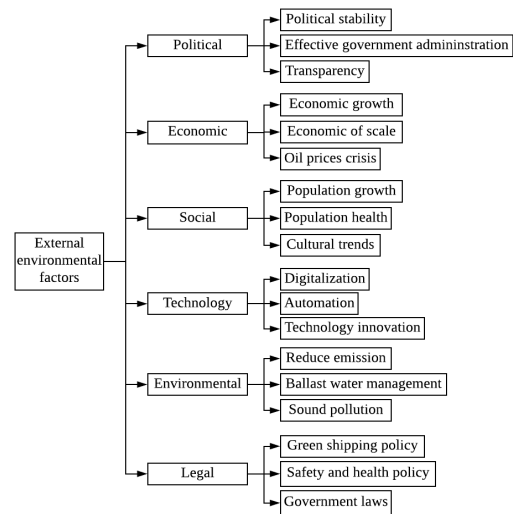 Political stability
Political
Effective government admininstration
Transparency
Economic growth
Economic
Economic of scale
Oil prices crisis
Population growth
Social
Population health
Cultural trends
External
environmental
factors
Digitalization
Technology
Automation
Technology innovation
Reduce emission
Environmental
Ballast water management
Sound pollution
Green shipping policy
Legal
Safety and health policy
Government laws